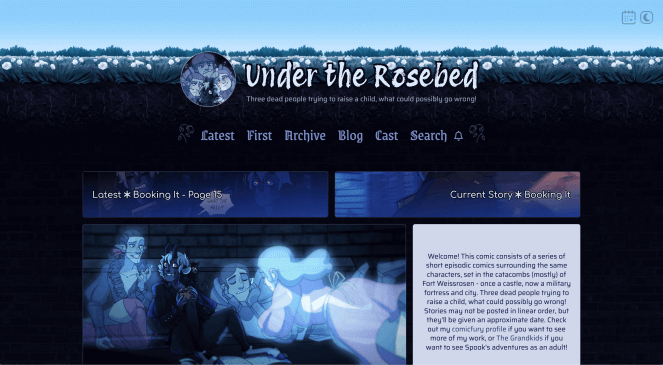 Under the Rosebed
Three dead people trying to raise a child, what could possibly go wrong!
Latest First Archive Blog Cast Search
Latest ✶ Booking It - Page 15
Current Story ✶ Booking It
Welcome! This comic consists of a series of
short episodic comics surrounding the same
characters, set in the catacombs (mostly) of
Fort Weissrosen - once a castle, now a military
fortress and city. Three dead people trying to
raise a child, what could possibly go wrong!
Stories may not be posted in linear order, but
they'll be given an approximate date. Check
out my comicfury profile if you want to see
more of my work, or The Grandkids if you
want to see Spook's adventures as an adult!